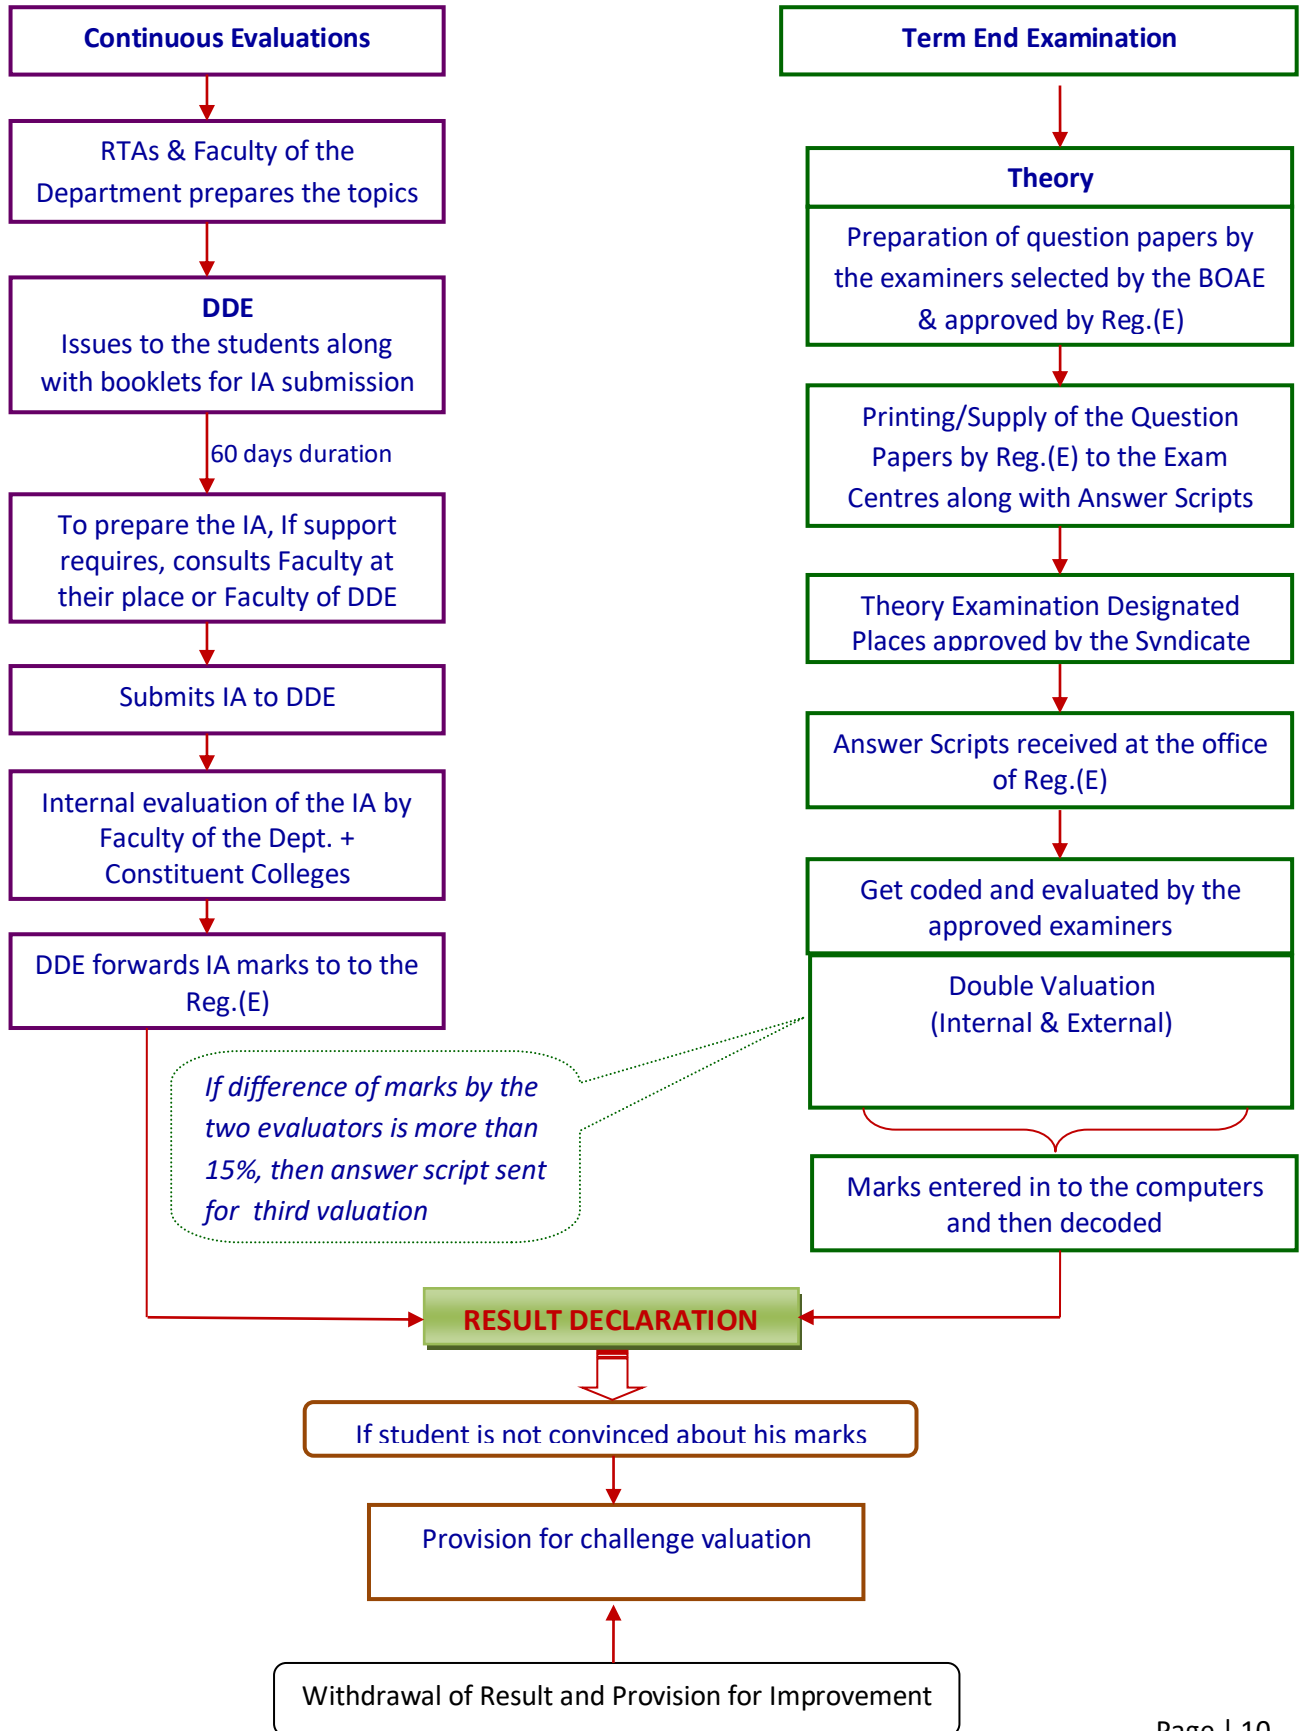 Continuous Evaluations
RTAs & Faculty of the
Department prepares the topics
DDE
Issues to the students along
with booklets for IA submission
60 days duration
To prepare the IA, If support
requires, consults Faculty at
their place or Faculty of DDE
Submits IA to DDE
Internal evaluation of the IA by
Faculty of the Dept. +
Constituent Colleges
DDE forwards IA marks to to the
Reg.(E)
Term End Examination
Theory
Preparation of question papers by
the examiners selected by the BOAE
& approved by Reg.(E)
Printing/Supply of the Question
Papers by Reg.(E) to the Exam
Centres along with Answer Scripts
Theory Examination Designated
Places approved by the Syndicate
Answer Scripts received at the office
of Reg.(E)
Get coded and evaluated by the
approved examiners
Double Valuation
(Internal & External)
If difference of marks by the
two evaluators is more than
15%, then answer script sent
for third valuation
Marks entered in to the computers
and then decoded
RESULT DECLARATION
If student is not convinced about his marks
Provision for challenge valuation
Withdrawal of Result and Provision for Improvement
Page | 10